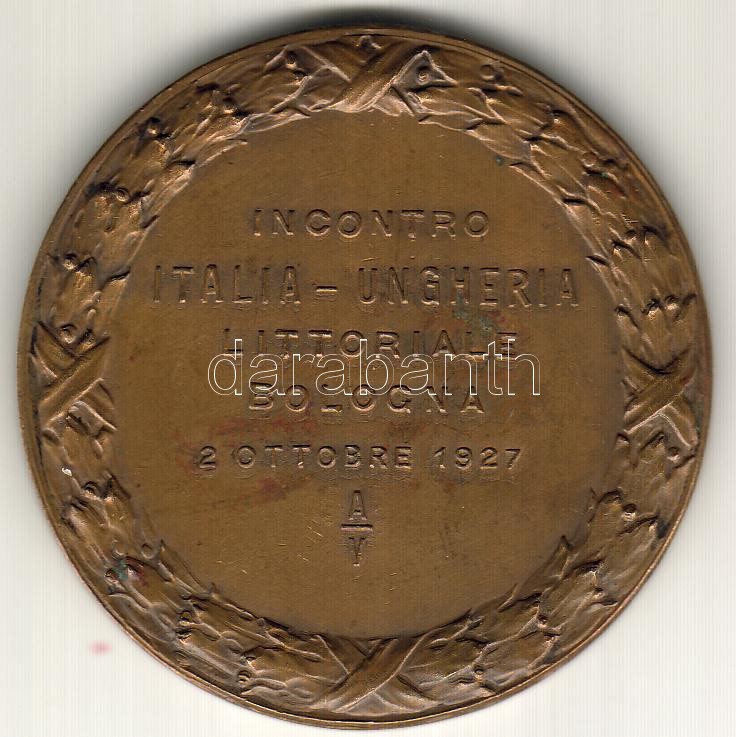 INCONTRO
ITALIA - UNGHERIA
LITTORIALE
darabanth
BOLOGNA
2 OTTOBRE 1927
A
V